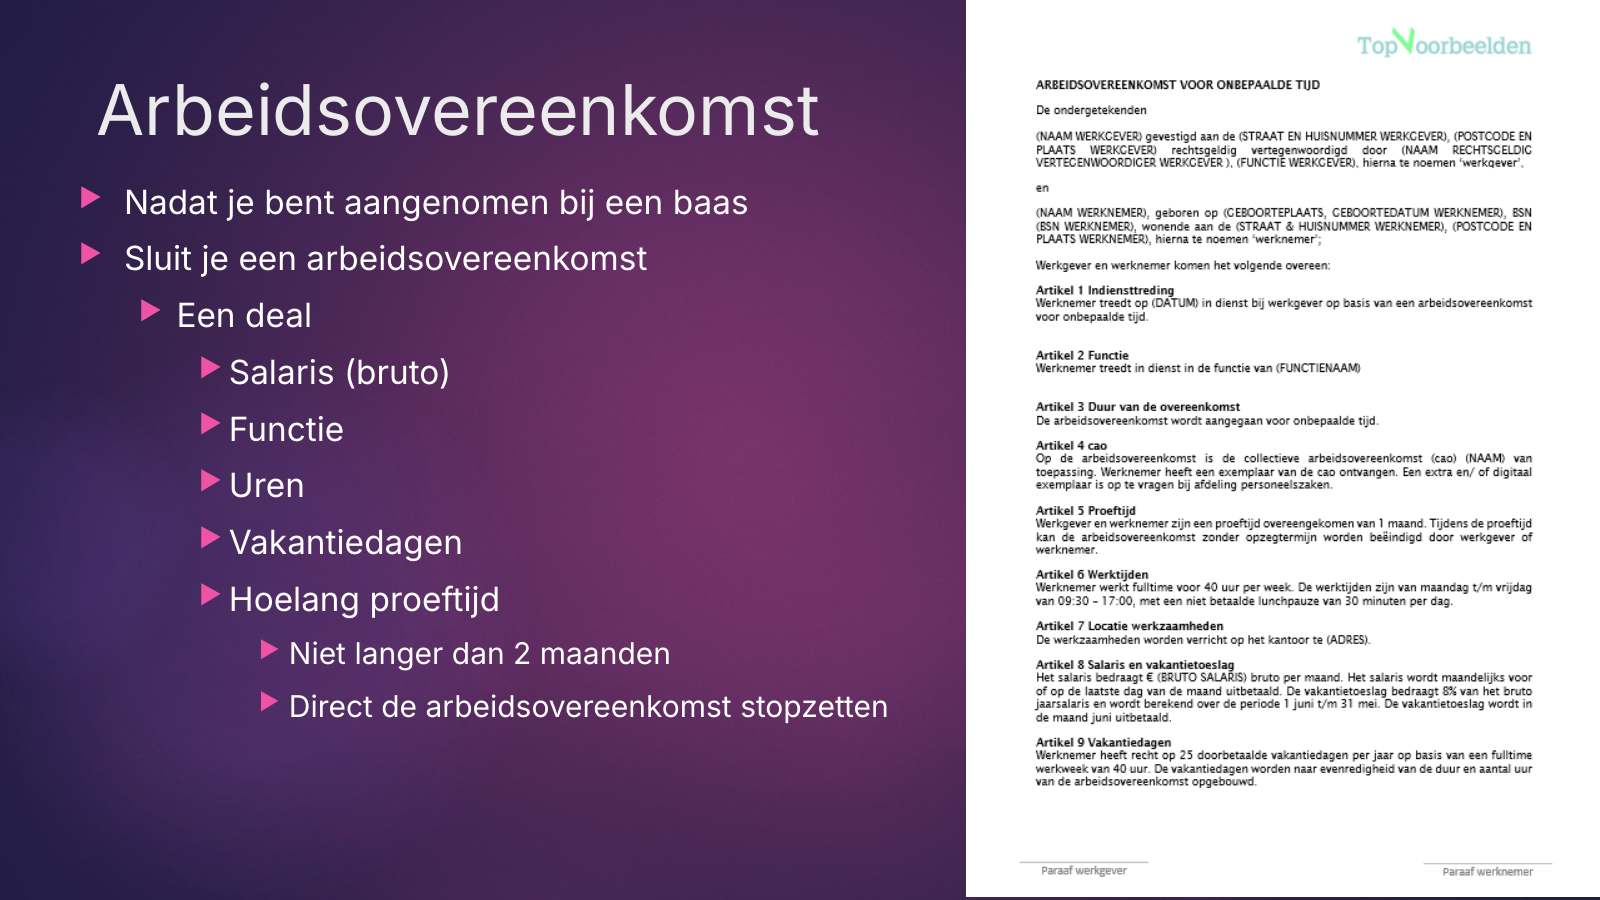 Arbeidsovereenkomst
Nadat je bent aangenomen bij een baas
Sluit je een arbeidsovereenkomst
Een deal
Salaris (bruto)
Functie
Uren
Vakantiedagen
Hoelang proeftijd
Niet langer dan 2 maanden
Direct de arbeidsovereenkomst stopzetten
TopVoorbeelden
ARBEIDSOVEREENKOMST VOOR ONBEPAALDE TIJD
De ondergetekenden
(NAAM WERKGEVER) gevestigd aan de (STRAAT EN HUISNUMMER WERKGEVER), (POSTCODE EN
PLAATS WERKGEVER) rechtsgeldig vertegenwoordigd door (NAAM RECHTSGELDIG
VERTEGENWOORDIGER WERKGEVER ), (FUNCTIE WERKGEVER), hierna te noemen ‘werkgever’,
en
(NAAM WERKNEMER), geboren op (GEBOORTEPLAATS, GEBOORTEDATUM WERKNEMER), BSN
(BSN WERKNEMER), wonende aan de (STRAAT & HUISNUMMER WERKNEMER), (POSTCODE EN
PLAATS WERKNEMER), hierna te noemen ‘werknemer’;
Werkgever en werknemer komen het volgende overeen:
Artikel 1 Indiensttreding
Werknemer treedt op (DATUM) in dienst bij werkgever op basis van een arbeidsovereenkomst
voor onbepaalde tijd.
Artikel 2 Functie
Werknemer treedt in dienst in de functie van (FUNCTIENAAM)
Artikel 3 Duur van de overeenkomst
De arbeidsovereenkomst wordt aangegaan voor onbepaalde tijd.
Artikel 4 cao
Op de arbeidsovereenkomst is de collectieve arbeidsovereenkomst (cao) (NAAM) van
toepassing. Werknemer heeft een exemplaar van de cao ontvangen. Een extra en/ of digitaal
exemplaar is op te vragen bij afdeling personeelszaken.
Artikel 5 Proeftijd
Werkgever en werknemer zijn een proeftijd overeengekomen van 1 maand. Tijdens de proeftijd
kan de arbeidsovereenkomst zonder opzegtermijn worden beëindigd door werkgever of
werknemer.
Artikel 6 Werktijden
Werknemer werkt fulltime voor 40 uur per week. De werktijden zijn van maandag t/m vrijdag
van 09:30 – 17:00, met een niet betaalde lunchpauze van 30 minuten per dag.
Artikel 7 Locatie werkzaamheden
De werkzaamheden worden verricht op het kantoor te (ADRES).
Artikel 8 Salaris en vakantietoeslag
Het salaris bedraagt € (BRUTO SALARIS) bruto per maand. Het salaris wordt maandelijks voor
of op de laatste dag van de maand uitbetaald. De vakantietoeslag bedraagt 8% van het bruto
jaarsalaris en wordt berekend over de periode 1 juni t/m 31 mei. De vakantietoeslag wordt in
de maand juni uitbetaald.
Artikel 9 Vakantiedagen
Werknemer heeft recht op 25 doorbetaalde vakantiedagen per jaar op basis van een fulltime
werkweek van 40 uur. De vakantiedagen worden naar evenredigheid van de duur en aantal uur
van de arbeidsovereenkomst opgebouwd.
Paraaf werkgever
Paraaf werknemer